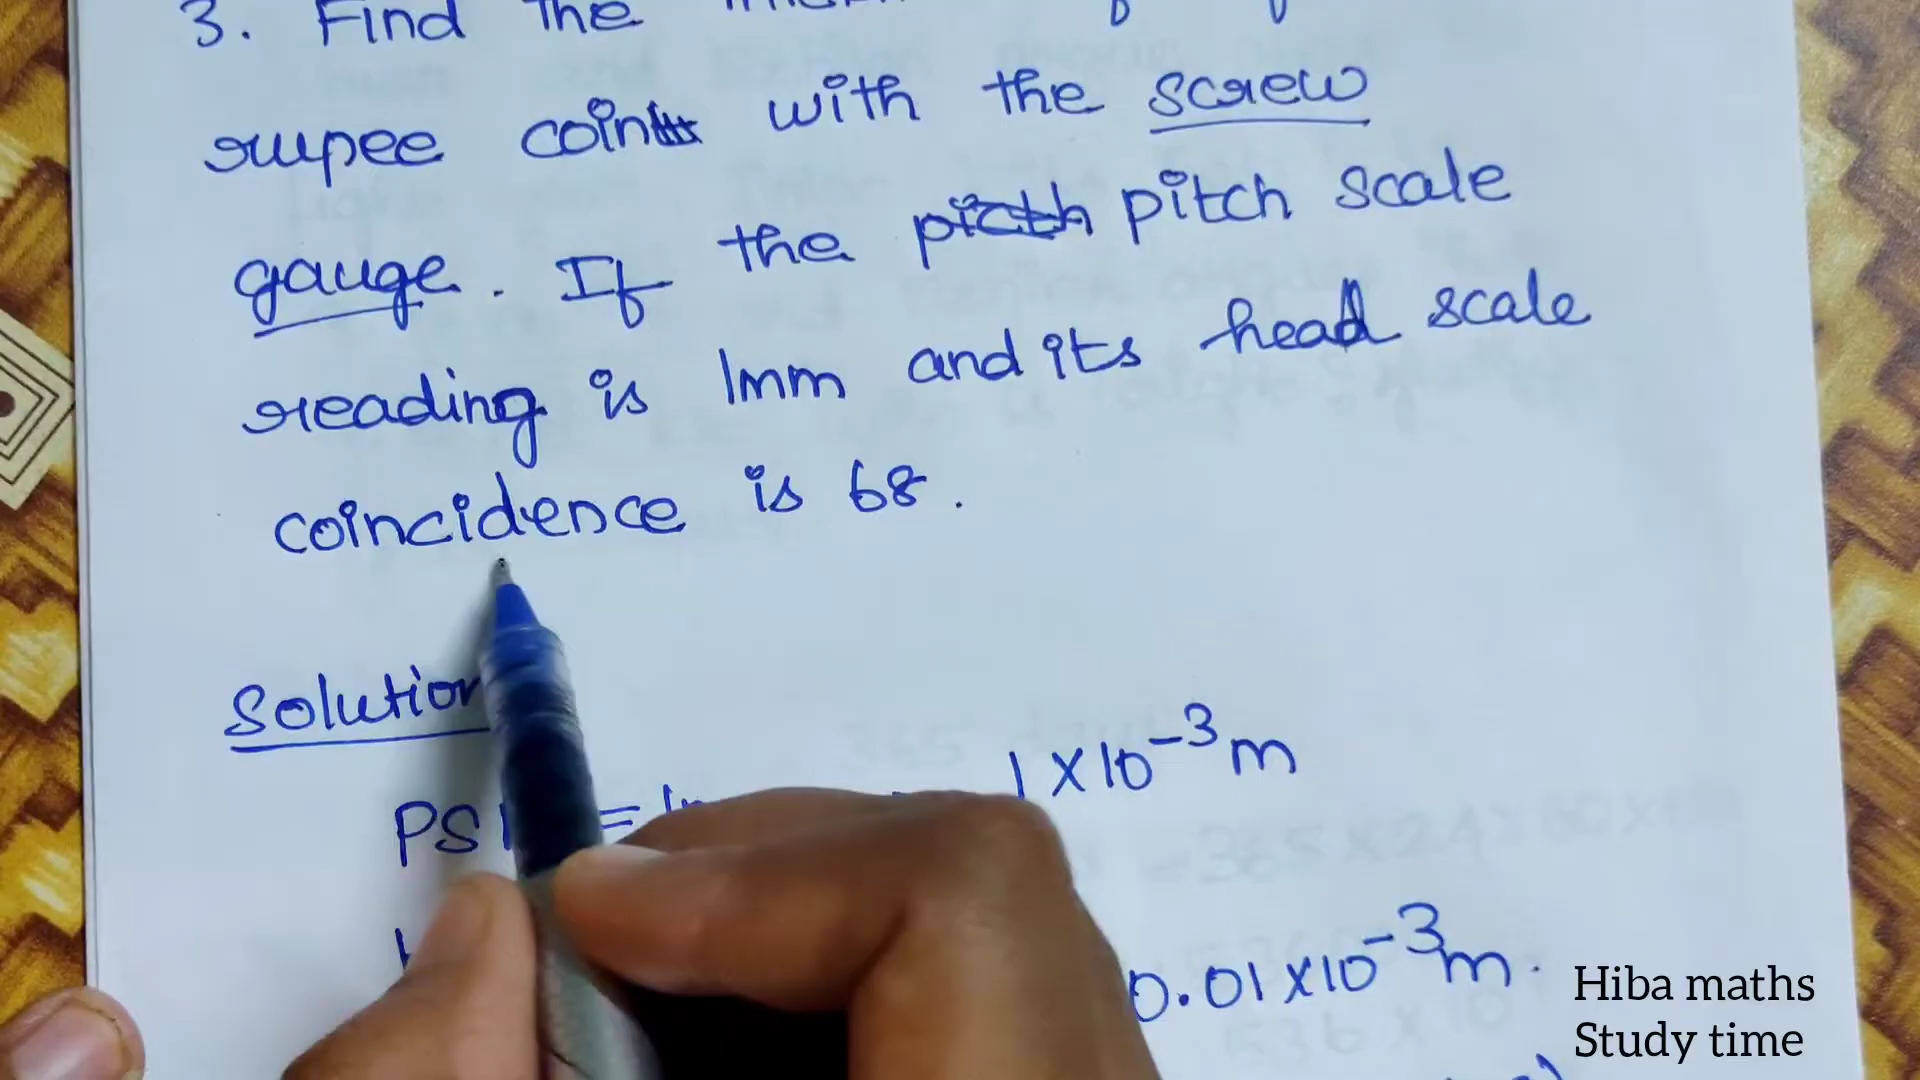 3. Find the
rupee coin with the screw
gauge. If the pitch scale
reading is 1mm and its head scale
coincidence is 68.
Solution
PS = 1 × 10⁻³ m
0.01 × 10⁻³ m.
Hiba maths
Study time